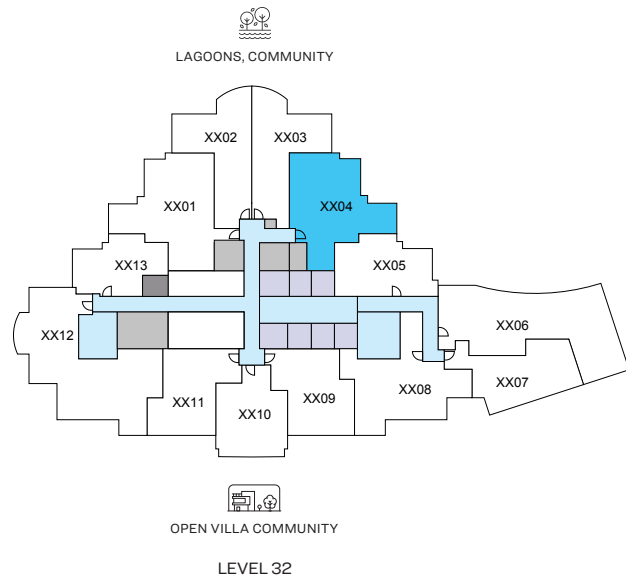 LAGOONS, COMMUNITY
XX02
XX03
XX01
XX04
XX13
XX05
XX12
XX06
XX07
XX08
XX11
XX10
XX09
OPEN VILLA COMMUNITY
LEVEL 32